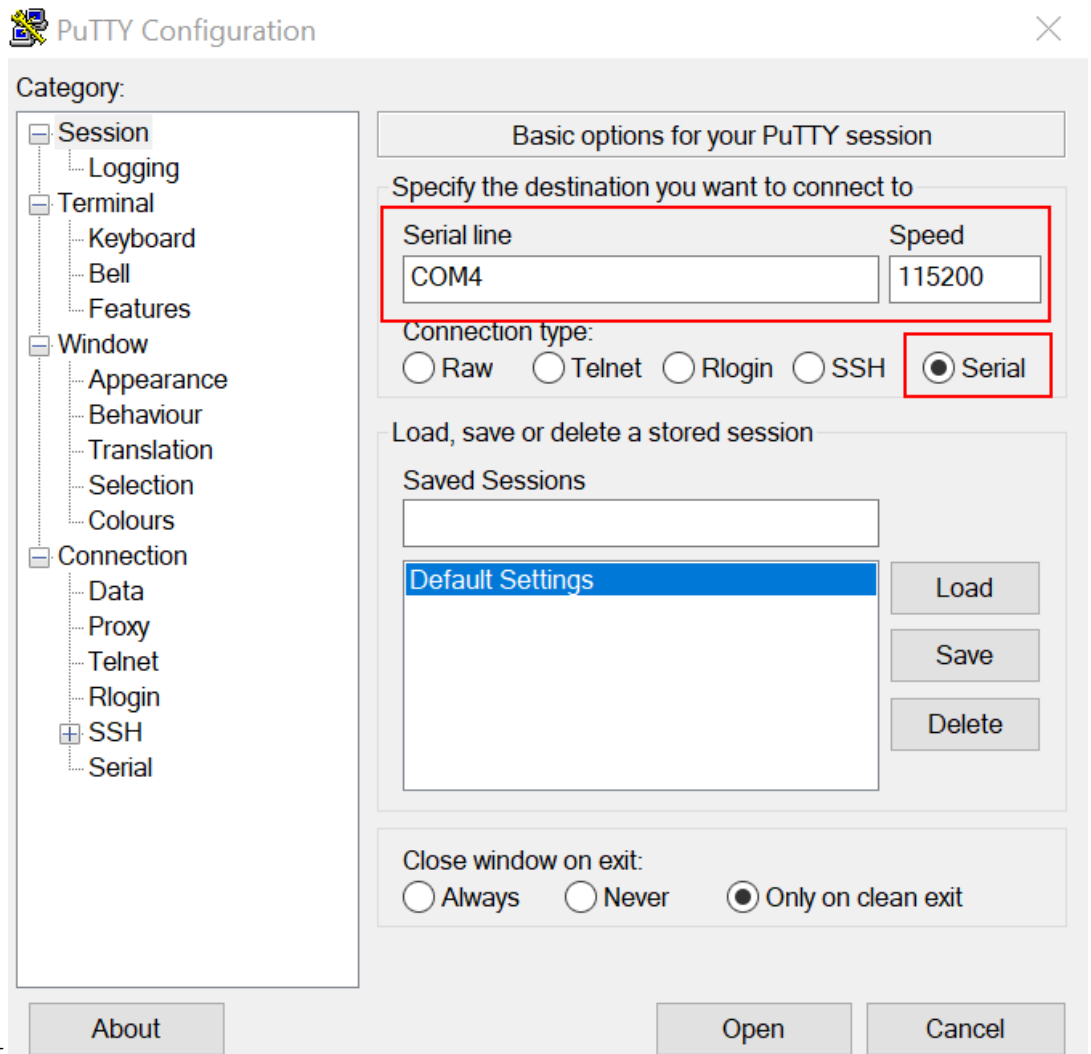 PuTTY Configuration
Category:
Session
Logging
Terminal
Keyboard
Bell
Features
Window
Appearance
Behaviour
Translation
Selection
Colours
Connection
Data
Proxy
Telnet
Rlogin
SSH
Serial
Basic options for your PuTTY session
Specify the destination you want to connect to
Serial line Speed
COM4 115200
Connection type:
Raw Telnet Rlogin SSH Serial
Load, save or delete a stored session
Saved Sessions
Default Settings
Load
Save
Delete
Close window on exit:
Always Never Only on clean exit
About Open Cancel